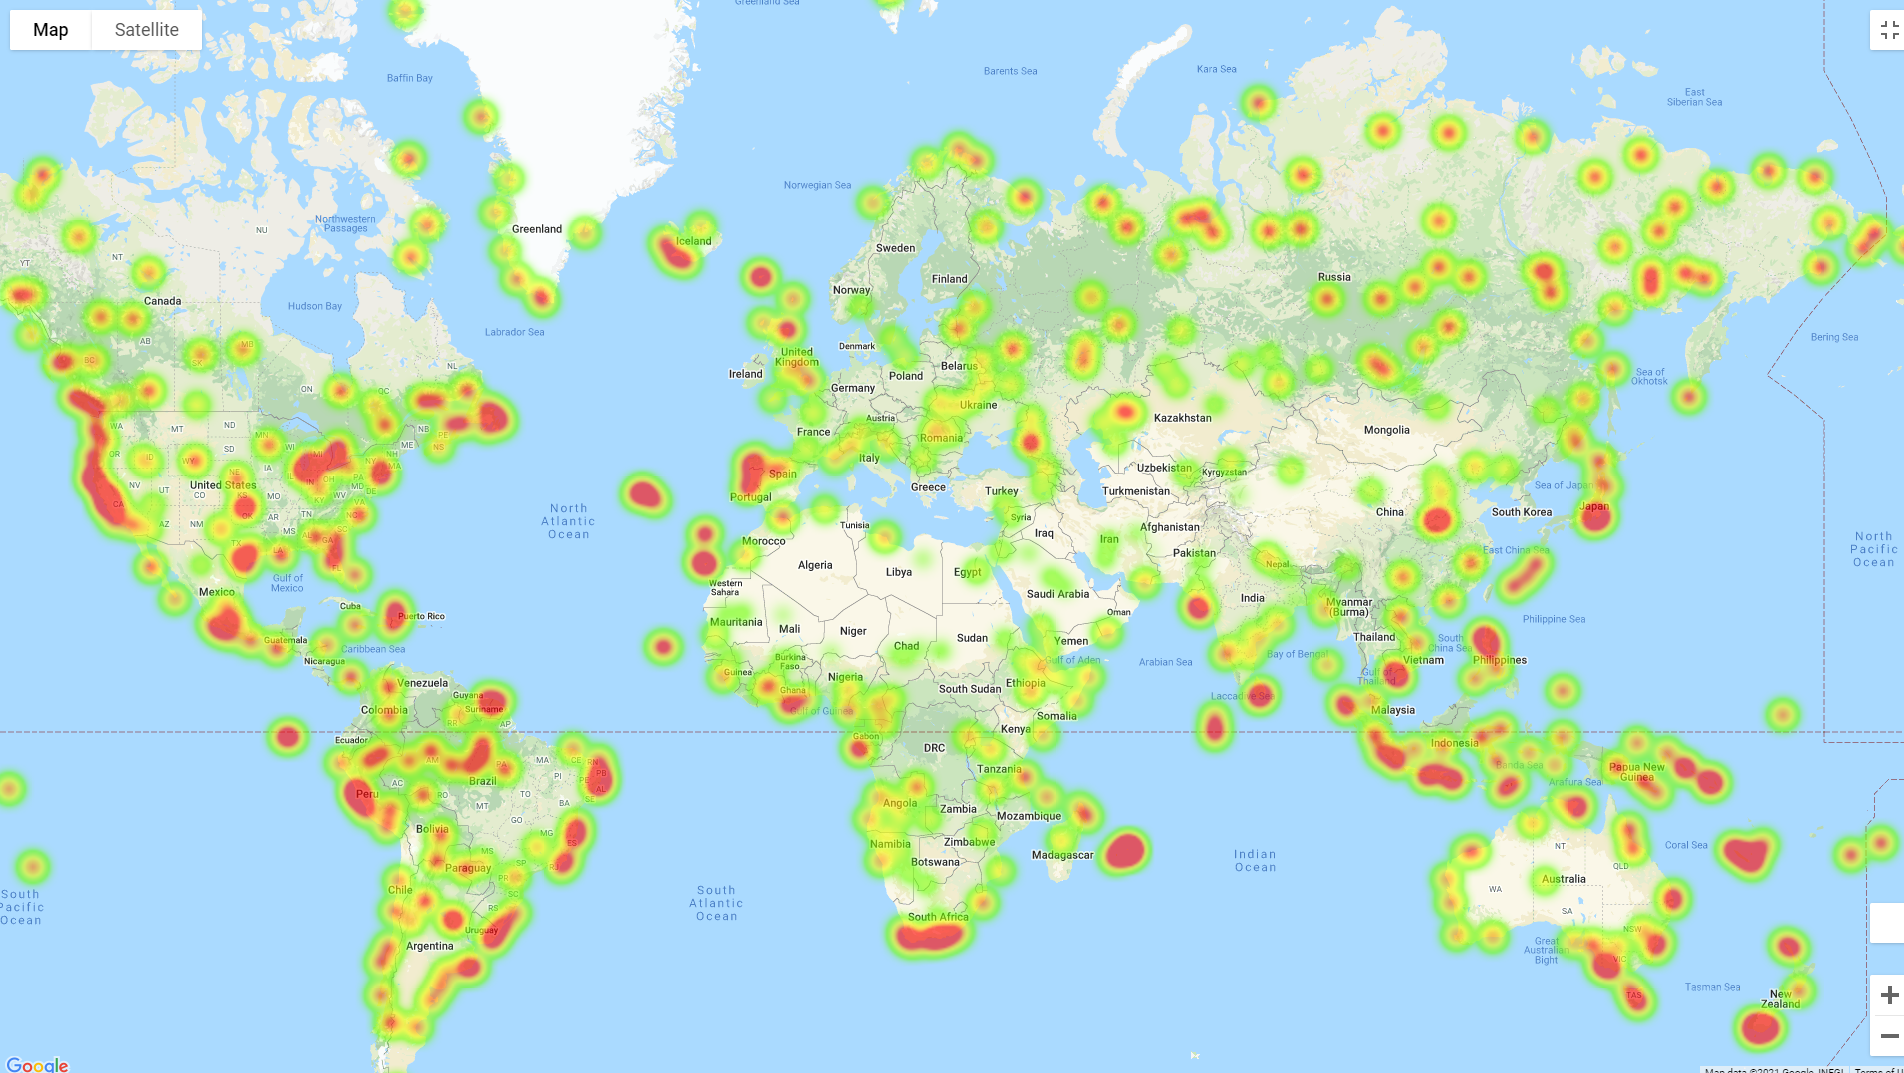 Map
Satellite
Greenland Sea
Baffin Bay
Barents Sea
Kara Sea
East
Siberian Sea
Norwegian Sea
Northwestern
Passages
NU
Greenland
Iceland
Sweden
Finland
Norway
Russia
YT
NT
Canada
Hudson Bay
Labrador Sea
Bering Sea
AB
BC
SK
MB
ON
QC
NL
Denmark
United
Kingdom
Ireland
Belarus
Poland
Germany
Sea of
Okhotsk
Kazakhstan
Mongolia
Ukraine
Austria
France
Romania
Italy
WA
MT
ND
MN
NB
PE
NS
ME
OR
ID
WY
NE
MI
NY
MA
United States
NV
UT
CO
KS
IN
OH
PA
DE
KY
WV
VA
CA
AZ
OK
AR
TN
NC
SC
TX
LA
AL
GA
FL
Spain
Portugal
Greece
Turkey
Uzbekistan
Kyrgyzstan
Turkmenistan
China
South Korea
Sea of Japan
Japan
North
Atlantic
Ocean
North
Pacific
Ocean
Tunisia
Syria
Iraq
Iran
Afghanistan
Pakistan
East China Sea
Morocco
Algeria
Libya
Egypt
Nepal
Gulf of
Mexico
Mexico
Western
Sahara
Saudi Arabia
Oman
India
Myanmar
(Burma)
Cuba
Puerto Rico
Mauritania
Mali
Niger
Chad
Sudan
Yemen
Thailand
Philippine Sea
Guatemala
Caribbean Sea
Nicaragua
Burkina
Faso
Guinea
Gulf of Aden
Arabian Sea
Bay of Bengal
South
China Sea
Vietnam
Gulf of
Thailand
Philippines
Venezuela
Guyana
Suriname
Colombia
Ghana
Nigeria
Gulf of Guinea
South Sudan
Ethiopia
Somalia
Laccadive Sea
Malaysia
RR
AP
Ecuador
Gabon
DRC
Kenya
Indonesia
AM
PA
MA
CE
RN
PB
PE
AL
SE
PI
Brazil
Banda Sea
Papua New
Guinea
Arafura Sea
Tanzania
Peru
AC
RO
MT
TO
BA
Angola
Zambia
Mozambique
Bolivia
GO
MG
ES
MS
SP
RJ
PR
SC
RS
Namibia
Zimbabwe
Botswana
Madagascar
Indian
Ocean
Coral Sea
NT
QLD
Australia
WA
SA
NSW
VIC
TAS
Paraguay
Chile
South
Pacific
Ocean
South
Atlantic
Ocean
South Africa
Uruguay
Argentina
Great
Australian
Bight
Tasman Sea
New
Zealand
Google
Map data ©2021 Google, INEGI